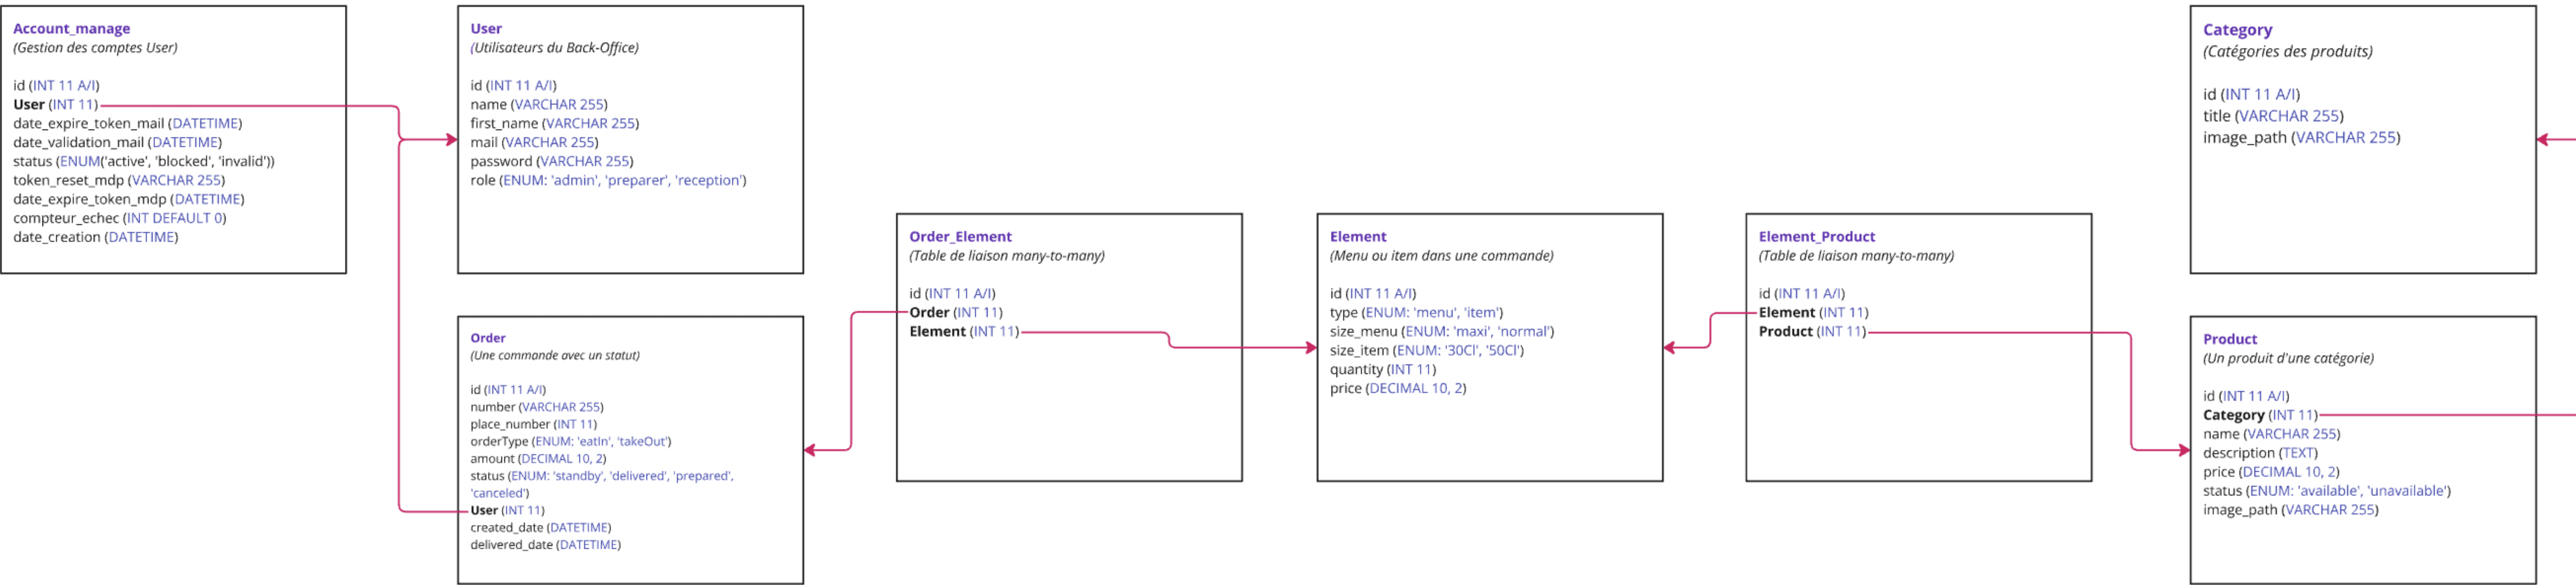 Account_manage
(Gestion des comptes User)
id (INT 11 A/I)
User (INT 11)
date_expire_token_mail (DATETIME)
date_validation_mail (DATETIME)
status (ENUM('active', 'blocked', 'invalid'))
token_reset_mdp (VARCHAR 255)
date_expire_token_mdp (DATETIME)
compteur_echec (INT DEFAULT 0)
date_creation (DATETIME)
User
(Utilisateurs du Back-Office)
id (INT 11 A/I)
name (VARCHAR 255)
first_name (VARCHAR 255)
mail (VARCHAR 255)
password (VARCHAR 255)
role (ENUM: 'admin', 'preparer', 'reception')
Order
(Une commande avec un statut)
id (INT 11 A/I)
number (VARCHAR 255)
place_number (INT 11)
orderType (ENUM: 'eatIn', 'takeOut')
amount (DECIMAL 10, 2)
status (ENUM: 'standby', 'delivered', 'prepared',
'canceled')
User (INT 11)
created_date (DATETIME)
delivered_date (DATETIME)
Order_Element
(Table de liaison many-to-many)
id (INT 11 A/I)
Order (INT 11)
Element (INT 11)
Element
(Menu ou item dans une commande)
id (INT 11 A/I)
type (ENUM: 'menu', 'item')
size_menu (ENUM: 'maxi', 'normal')
size_item (ENUM: '30Cl', '50Cl')
quantity (INT 11)
price (DECIMAL 10, 2)
Element_Product
(Table de liaison many-to-many)
id (INT 11 A/I)
Element (INT 11)
Product (INT 11)
Category
(Catégories des produits)
id (INT 11 A/I)
title (VARCHAR 255)
image_path (VARCHAR 255)
Product
(Un produit d'une catégorie)
id (INT 11 A/I)
Category (INT 11)
name (VARCHAR 255)
description (TEXT)
price (DECIMAL 10, 2)
status (ENUM: 'available', 'unavailable')
image_path (VARCHAR 255)